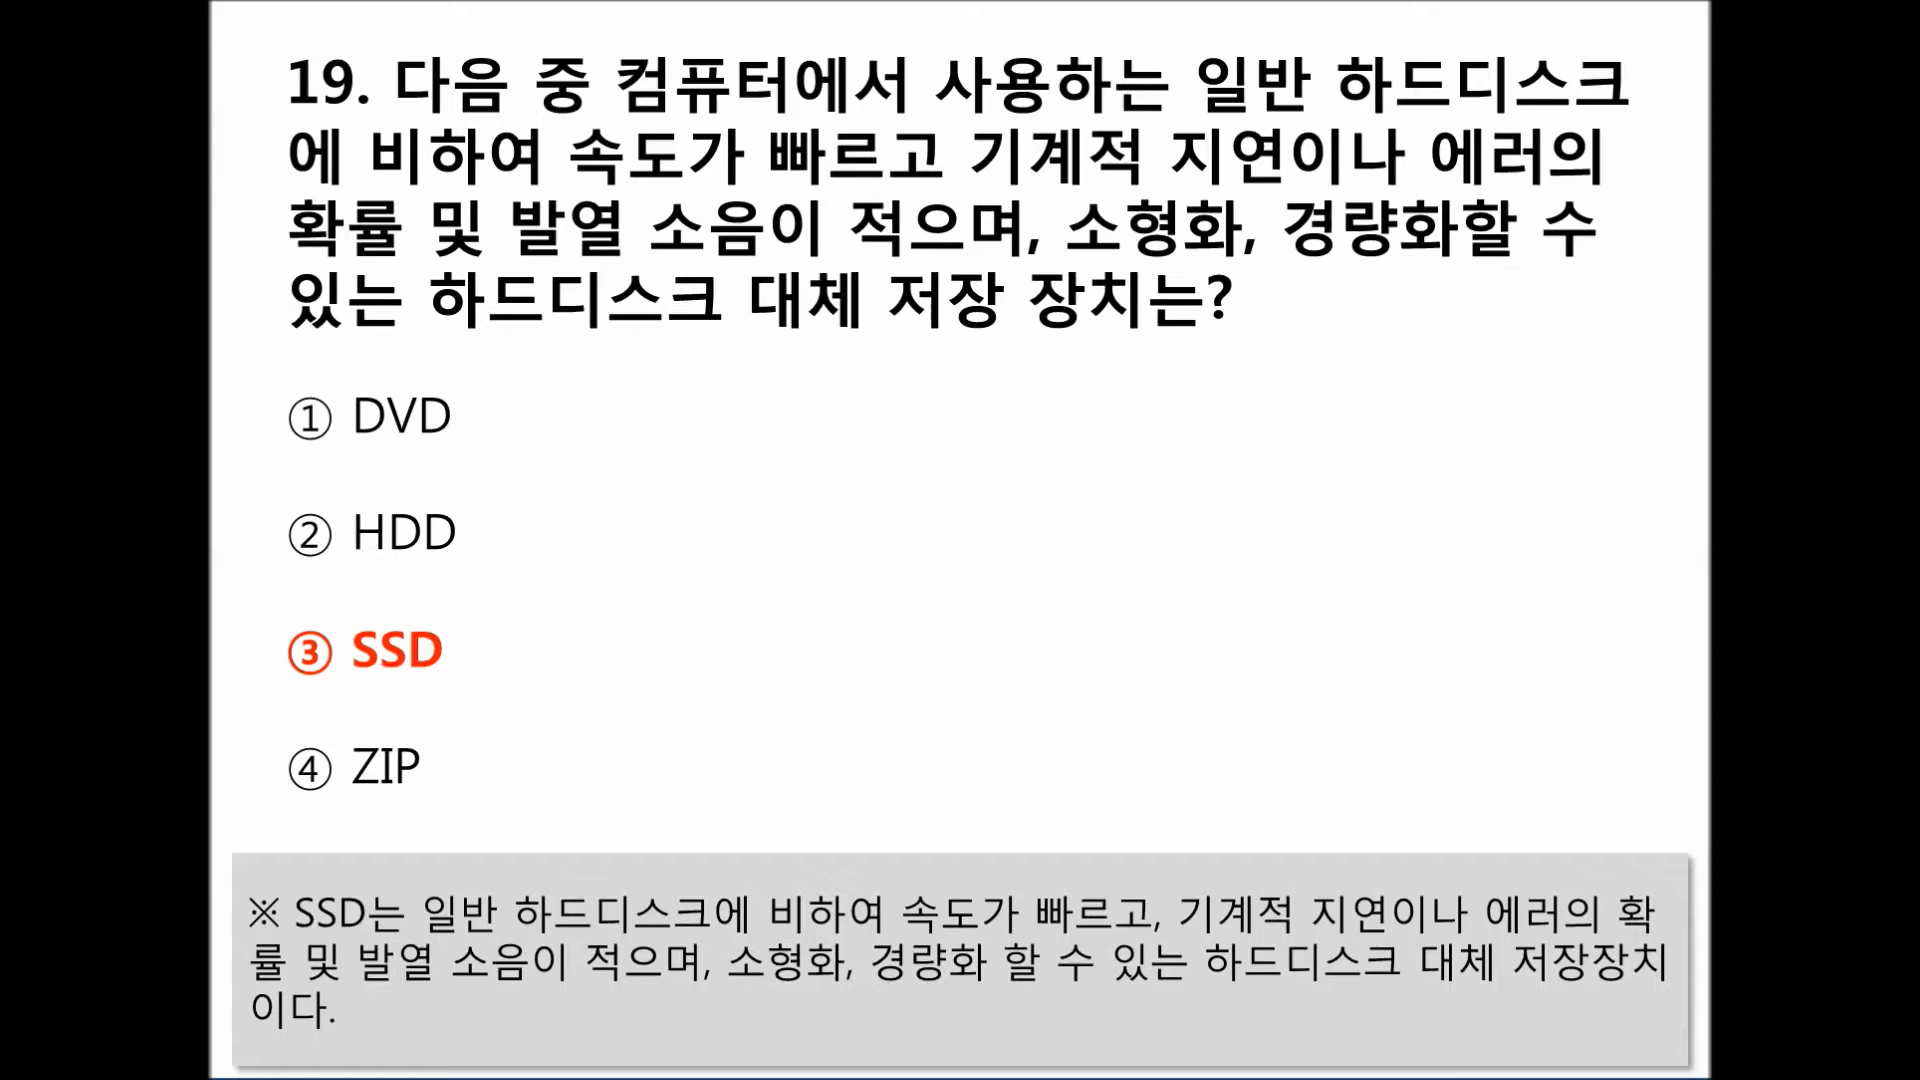 19. 다음 중 컴퓨터에서 사용하는 일반 하드디스크
에 비하여 속도가 빠르고 기계적 지연이나 에러의
확률 및 발열 소음이 적으며, 소형화, 경량화할 수
있는 하드디스크 대체 저장 장치는?
① DVD
② HDD
③ SSD
④ ZIP
※ SSD는 일반 하드디스크에 비하여 속도가 빠르고, 기계적 지연이나 에러의 확
률 및 발열 소음이 적으며, 소형화, 경량화 할 수 있는 하드디스크 대체 저장장치
이다.